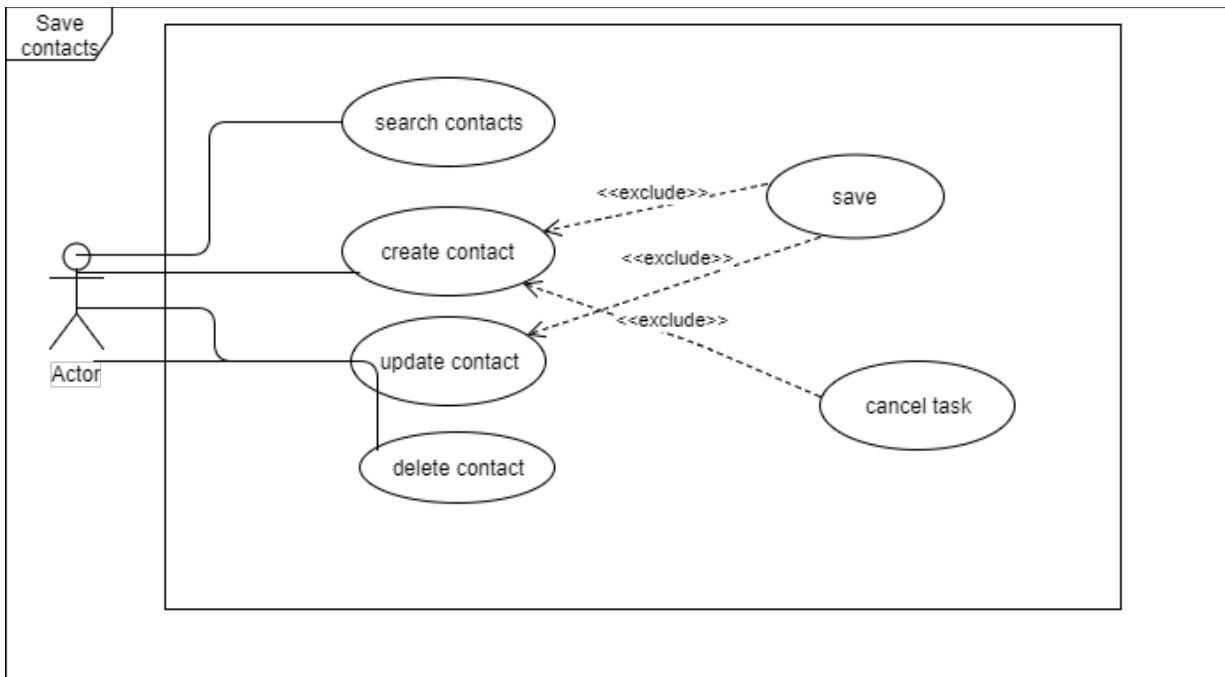 Save
contacts
search contacts
<<exclude>>
save
create contact
<<exclude>>
<<exclude>>
update contact
Actor
cancel task
delete contact